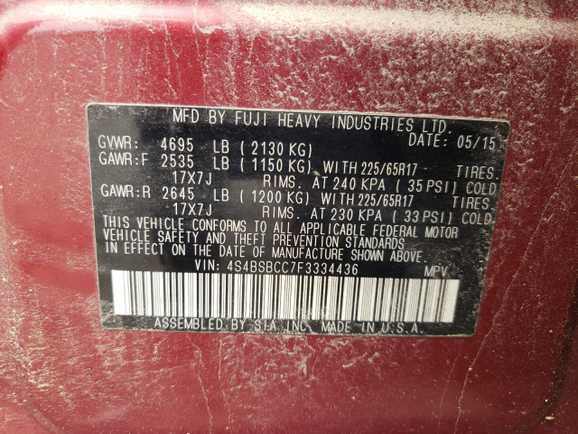 MFD BY FUJI HEAVY INDUSTRIES LTD.
DATE: 05/15
GVWR: 4695 LB (2130 KG)
GAWR:F 2535 LB (1150 KG) WITH 225/65R17 TIRES.
17X7J RIMS. AT 240 KPA (35 PSI) COLD
GAWR:R 2645 LB (1200 KG) WITH 225/65R17 TIRES.
17X7J RIMS. AT 230 KPA (33 PSI) COLD
THIS VEHICLE CONFORMS TO ALL APPLICABLE FEDERAL MOTOR
VEHICLE SAFETY AND THEFT PREVENTION STANDARDS
IN EFFECT ON THE DATE OF MANUFACTURE SHOWN ABOVE.
VIN: 4S4BSBCC7F3334436 MPV
ASSEMBLED BY SIA,INC. MADE IN U.S.A.